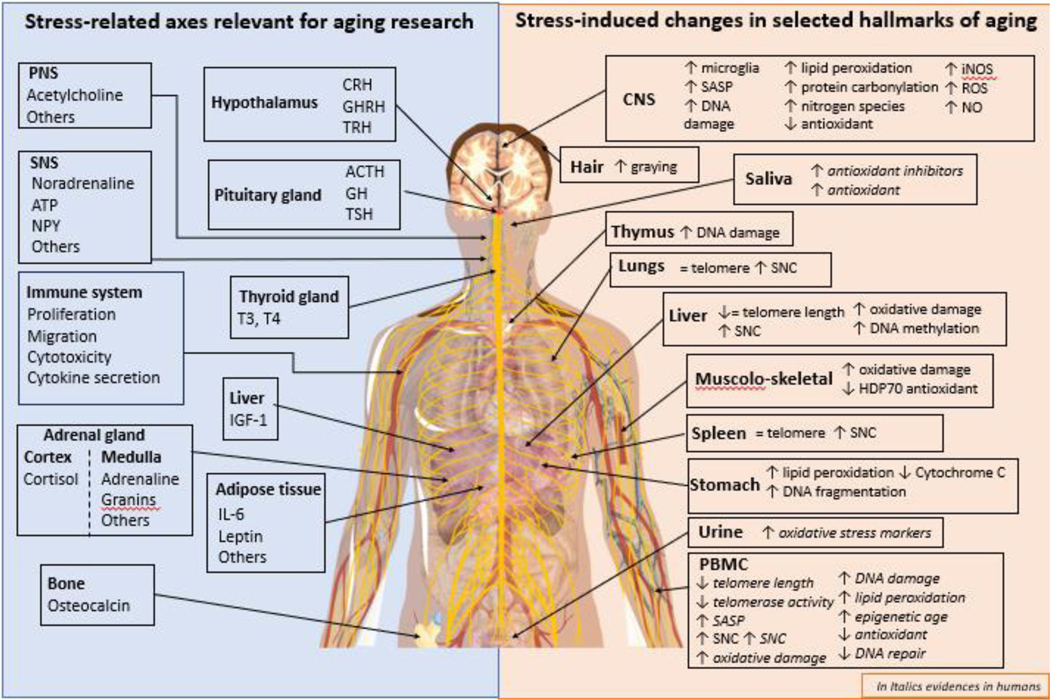 Stress-related axes relevant for aging research
PNS
Acetylcholine
Others
SNS
Noradrenaline
ATP
NPY
Others
Immune system
Proliferation
Migration
Cytotoxicity
Cytokine secretion
Adrenal gland
Cortex
Cortisol
Medulla
Adrenaline
Granins
Others
Bone
Osteocalcin
Hypothalamus
CRH
GHRH
TRH
Pituitary gland
ACTH
GH
TSH
Thyroid gland
T3, T4
Liver
IGF-1
Adipose tissue
IL-6
Leptin
Others
Stress-induced changes in selected hallmarks of aging
CNS
↑ microglia
↑ SASP
↑ DNA
damage
↑ lipid peroxidation
↑ protein carbonylation
↑ nitrogen species
↓ antioxidant
↑ iNOS
↑ ROS
↑ NO
Hair ↑ graying
Saliva
↑ antioxidant inhibitors
↑ antioxidant
Thymus ↑ DNA damage
Lungs = telomere ↑ SNC
Liver
↓= telomere length
↑ SNC
↑ oxidative damage
↑ DNA methylation
Muscolo-skeletal
↑ oxidative damage
↓ HDP70 antioxidant
Spleen = telomere ↑ SNC
Stomach
↑ lipid peroxidation ↓ Cytochrome C
↑ DNA fragmentation
Urine ↑ oxidative stress markers
PBMC
↓ telomere length
↓ telomerase activity
↑ SASP
↑ SNC ↑ SNC
↑ oxidative damage
↑ DNA damage
↑ lipid peroxidation
↑ epigenetic age
↓ antioxidant
↓ DNA repair
In Italics evidences in humans